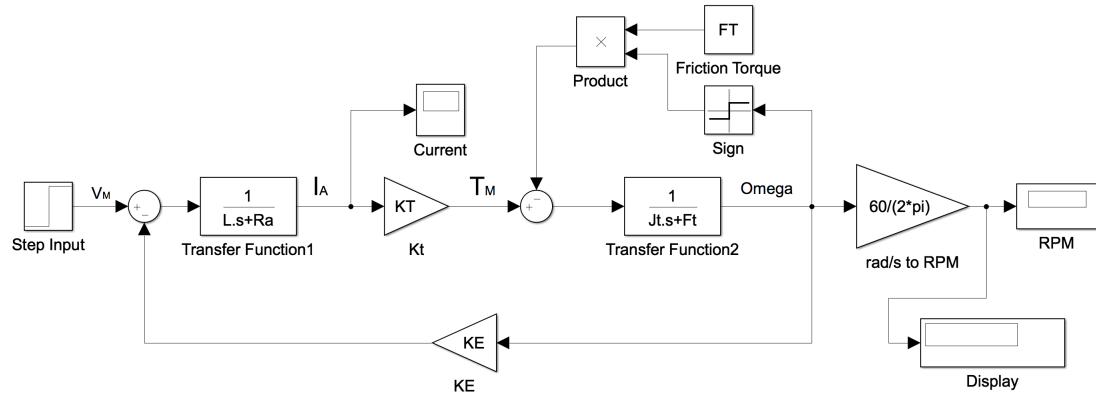 FT
×
Product
Friction Torque
Current
Sign
VM
+
−
1
L.s+Ra
IA
KT
TM
+
−
1
Jt.s+Ft
Omega
60/(2*pi)
Step Input
Transfer Function1
Kt
Transfer Function2
rad/s to RPM
RPM
KE
KE
Display